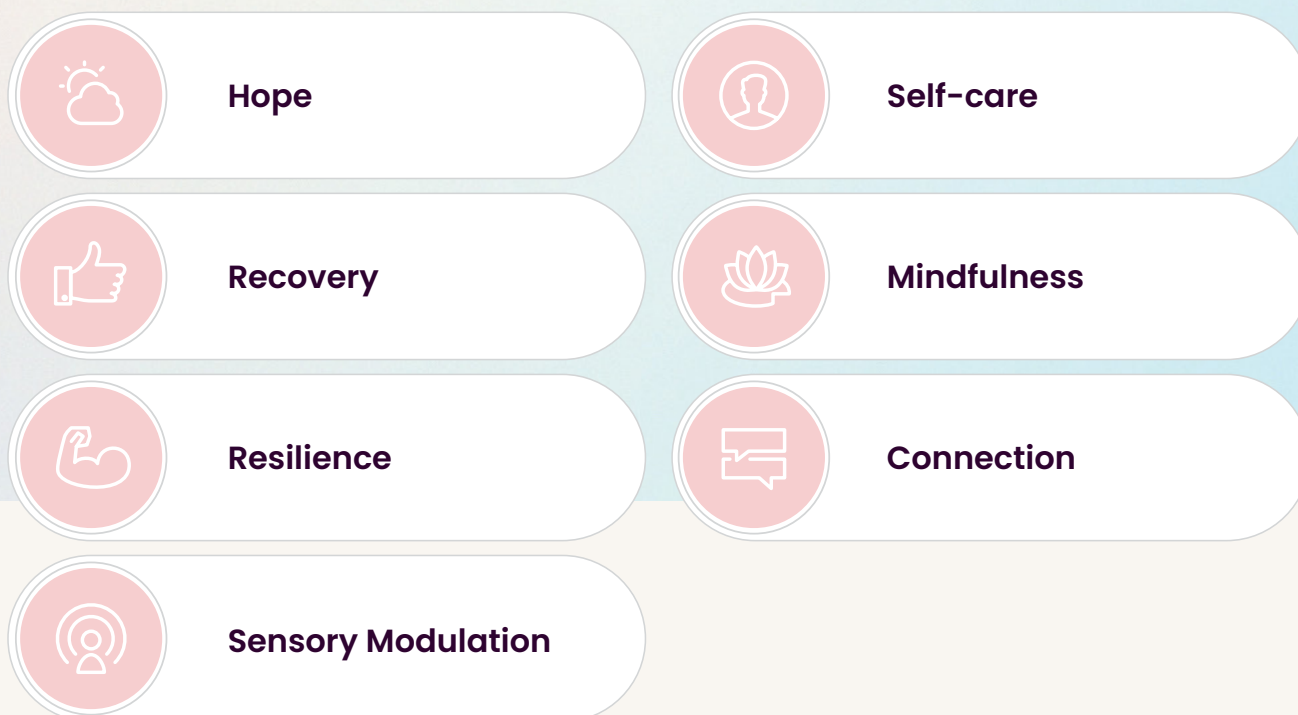 Hope
Self-care
Recovery
Mindfulness
Resilience
Connection
Sensory Modulation